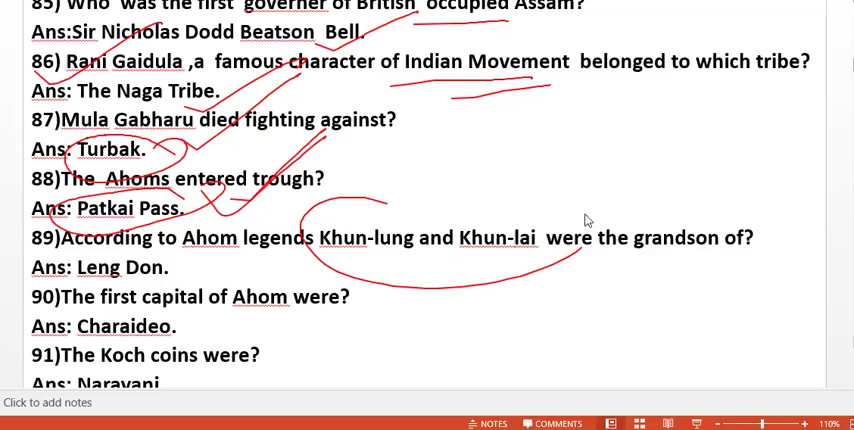 85) Who was the first governer of British occupied Assam?
Ans:Sir Nicholas Dodd Beatson Bell.
86) Rani Gaidula ,a famous character of Indian Movement belonged to which tribe?
Ans: The Naga Tribe.
87)Mula Gabharu died fighting against?
Ans: Turbak.
88)The Ahoms entered trough?
Ans: Patkai Pass.
89)According to Ahom legends Khun-lung and Khun-lai were the grandson of?
Ans: Leng Don.
90)The first capital of Ahom were?
Ans: Charaideo.
91)The Koch coins were?
Ans: Narayani
Click to add notes
NOTES COMMENTS 110%